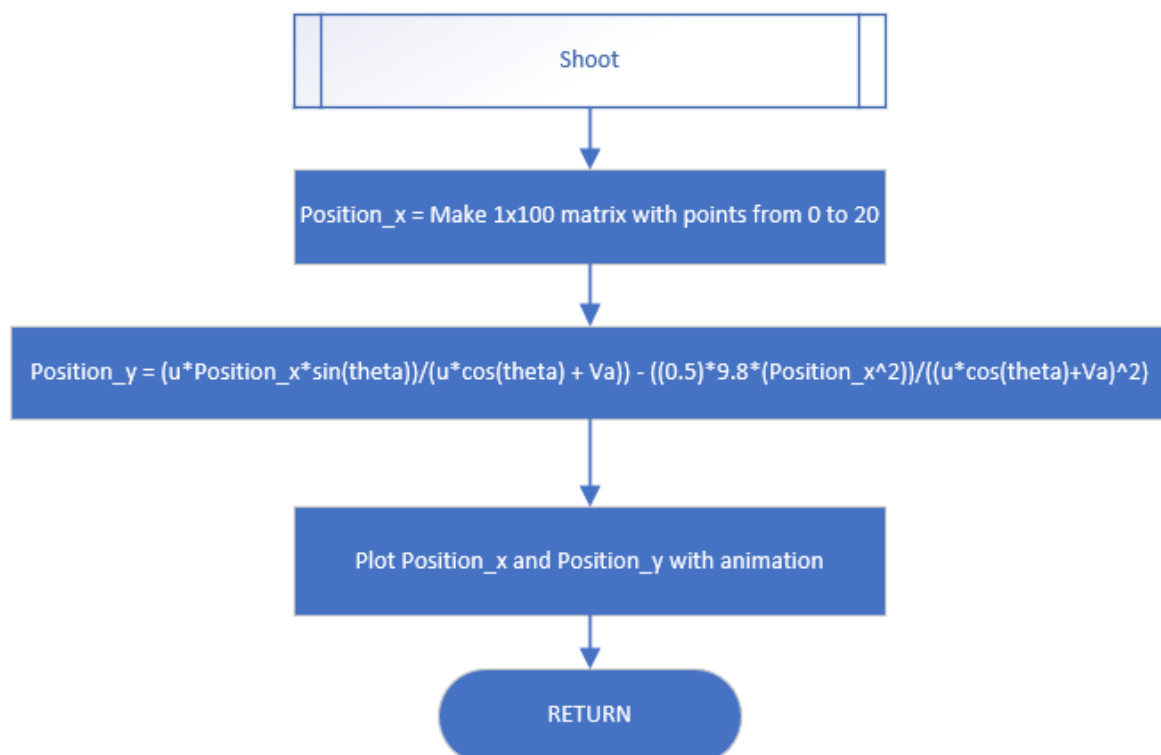 Shoot
Position_x = Make 1x100 matrix with points from 0 to 20
Position_y = (u*Position_x*sin(theta))/(u*cos(theta) + Va)) - ((0.5)*9.8*(Position_x^2))/((u*cos(theta)+Va)^2)
Plot Position_x and Position_y with animation
RETURN